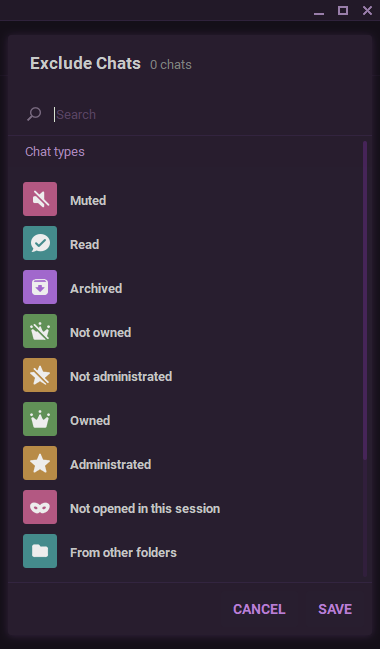 Exclude Chats 0 chats
Search
Chat types
Muted
Read
Archived
Not owned
Not administrated
Owned
Administrated
Not opened in this session
From other folders
CANCEL SAVE